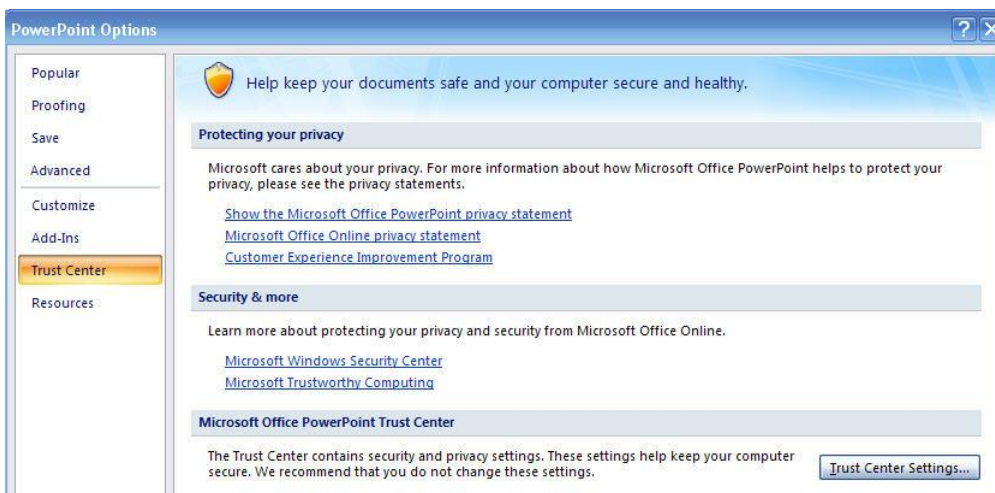 PowerPoint Options
?
Popular
Proofing
Save
Advanced
Customize
Add-Ins
Trust Center
Resources
Help keep your documents safe and your computer secure and healthy.
Protecting your privacy
Microsoft cares about your privacy. For more information about how Microsoft Office PowerPoint helps to protect your
privacy, please see the privacy statements.
Show the Microsoft Office PowerPoint privacy statement
Microsoft Office Online privacy statement
Customer Experience Improvement Program
Security & more
Learn more about protecting your privacy and security from Microsoft Office Online.
Microsoft Windows Security Center
Microsoft Trustworthy Computing
Microsoft Office PowerPoint Trust Center
The Trust Center contains security and privacy settings. These settings help keep your computer
secure. We recommend that you do not change these settings.
Trust Center Settings...